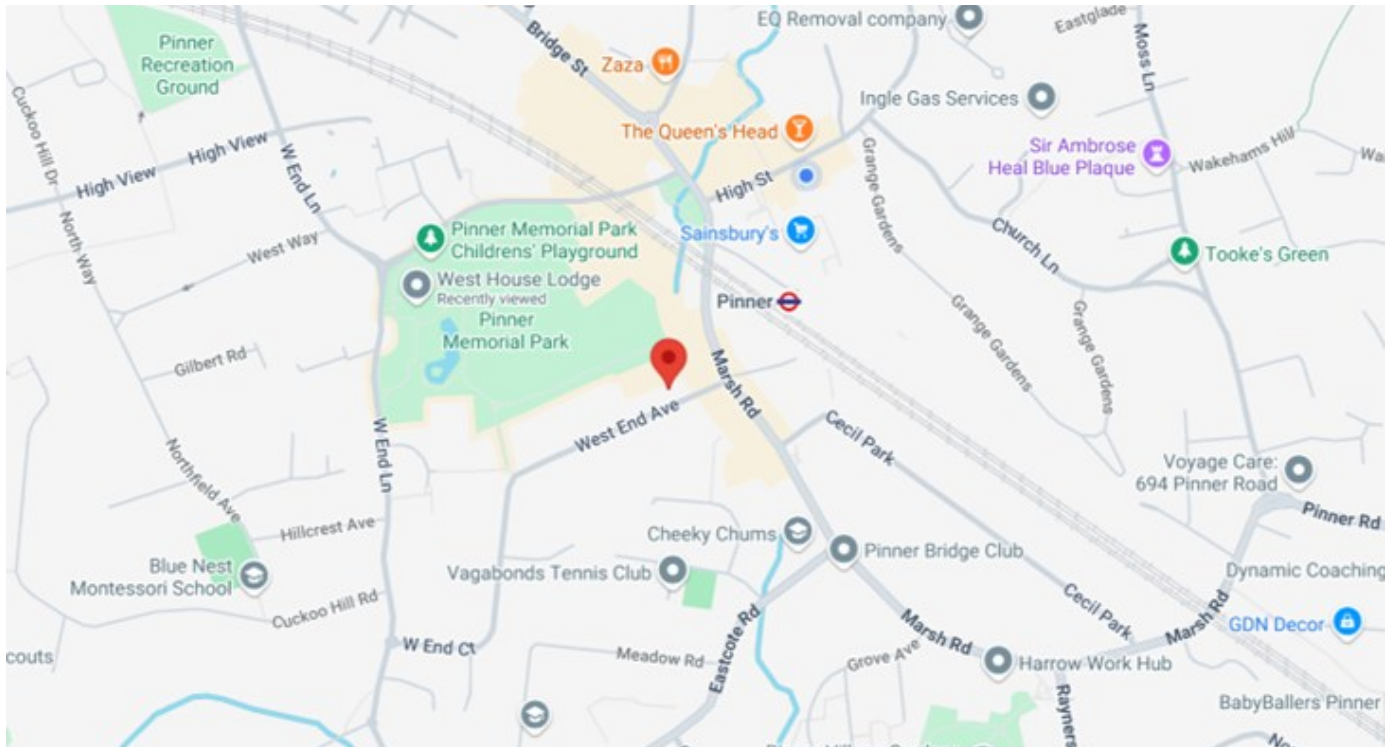 EQ Removal company
Eastglade
Moss Ln
Bridge St
Pinner
Recreation
Ground
Zaza
Ingle Gas Services
Cuckoo Hill Dr
The Queen's Head
Sir Ambrose
Heal Blue Plaque
Wakehams Hill
High View
High View
W End Ln
High St
Grange Gardens
North Way
West Way
Pinner Memorial Park
Childrens' Playground
Sainsbury's
Church Ln
Tooke's Green
West House Lodge
Recently viewed
Pinner
Memorial Park
Pinner
Grange Gardens
Grange Gardens
Gilbert Rd
Marsh Rd
West End Ave
Cecil Park
W End Ln
Northfield Ave
Voyage Care:
694 Pinner Road
Pinner Rd
Hillcrest Ave
Cheeky Chums
Pinner Bridge Club
Blue Nest
Montessori School
Vagabonds Tennis Club
Dynamic Coaching
Cuckoo Hill Rd
Cecil Park
Marsh Rd
GDN Decor
Marsh Rd
W End Ct
Meadow Rd
Eastcote Rd
Grove Ave
Harrow Work Hub
couts
Rayners
BabyBallers Pinner